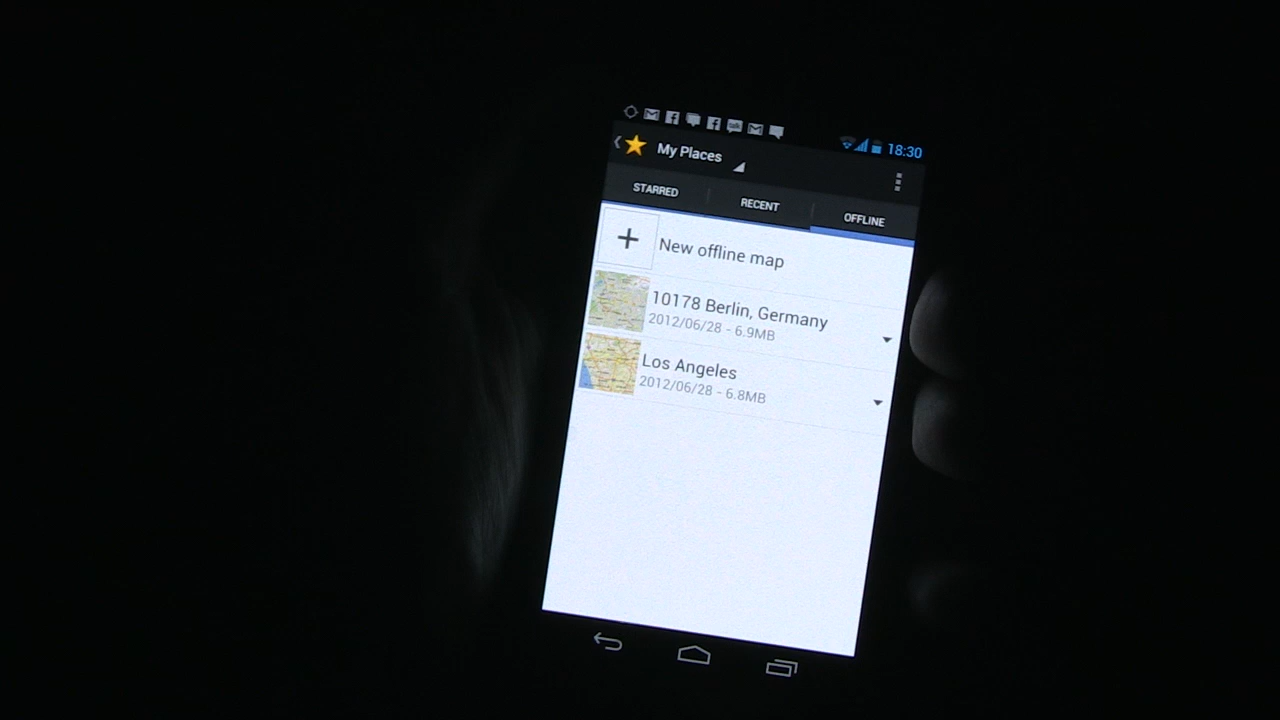 18:30
My Places
STARRED
RECENT
OFFLINE
New offline map
10178 Berlin, Germany
2012/06/28 - 6.9MB
Los Angeles
2012/06/28 - 6.8MB